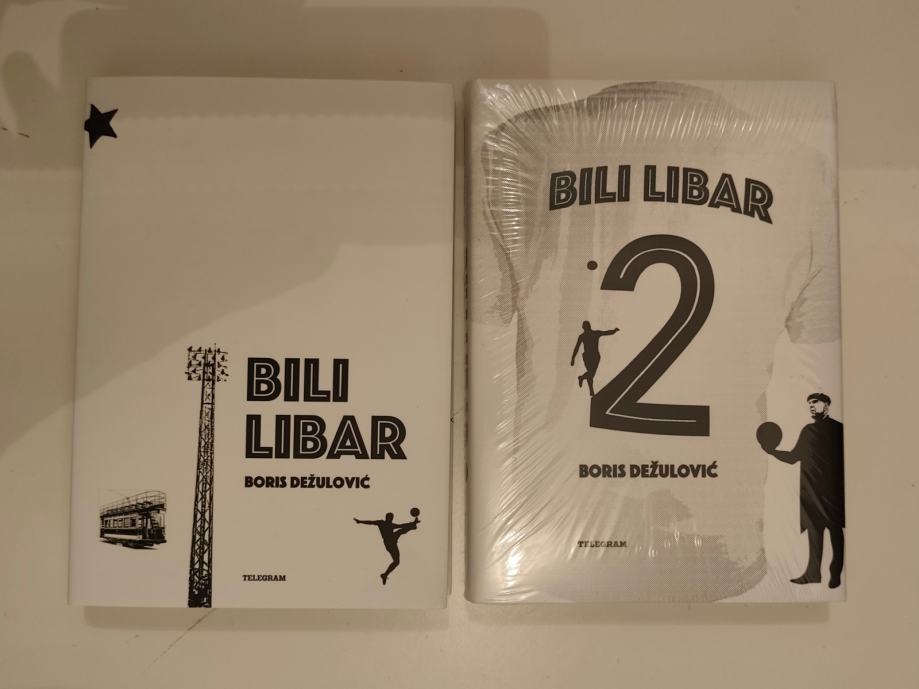 BILI
LIBAR
BORIS DEŽULOVIĆ
TELEGRAM
BILI LIBAR
2
BORIS DEŽULOVIĆ
TELEGRAM